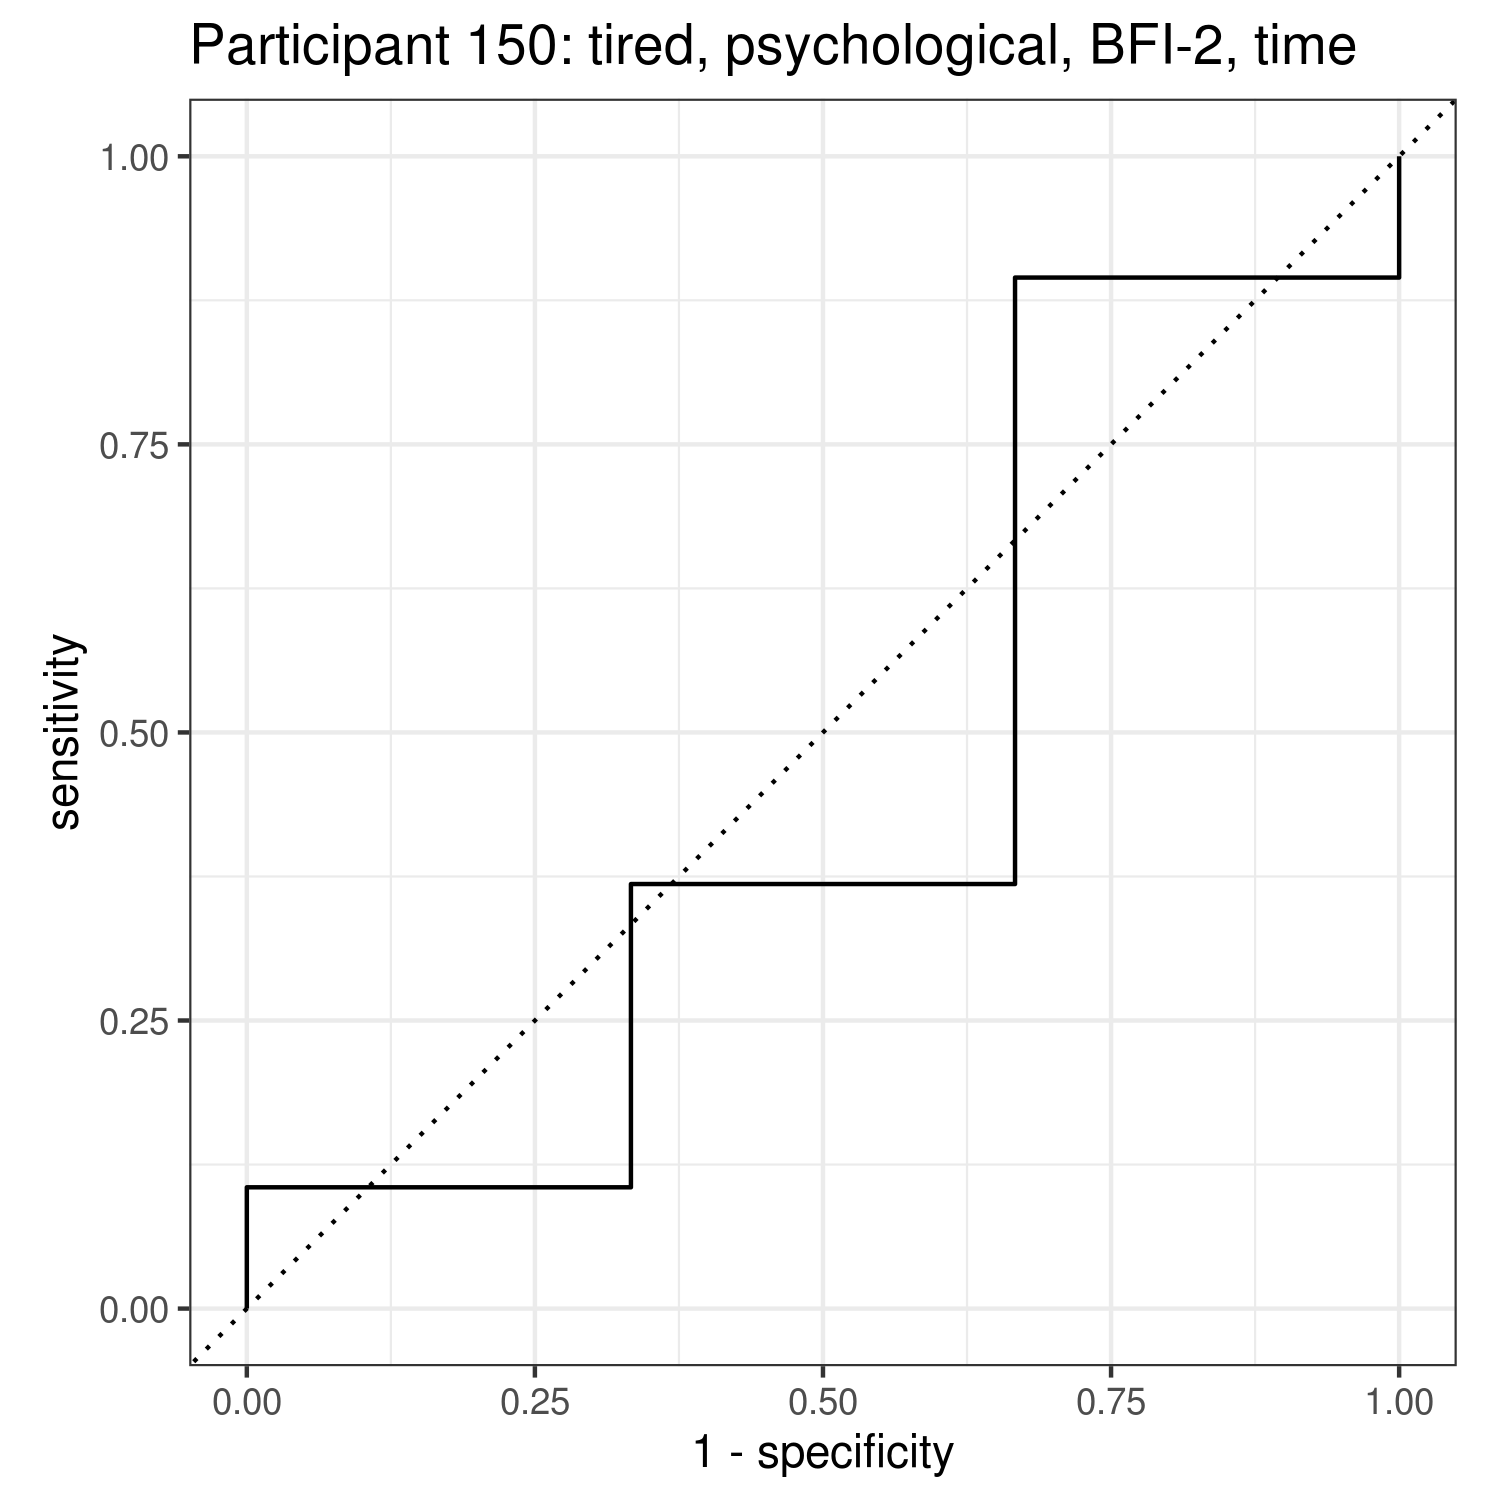 Participant 150: tired, psychological, BFI-2, time
1.00
0.75
0.50
0.25
0.00
sensitivity
0.00 0.25 0.50 0.75 1.00
1 - specificity